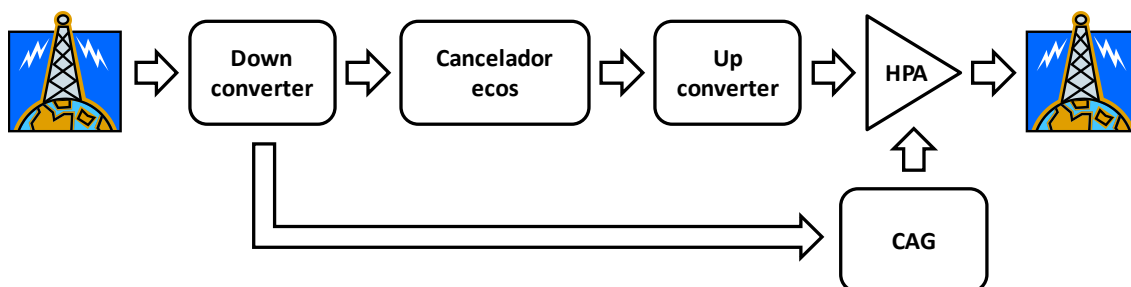 Down
converter
Cancelador
ecos
Up
converter
HPA
CAG